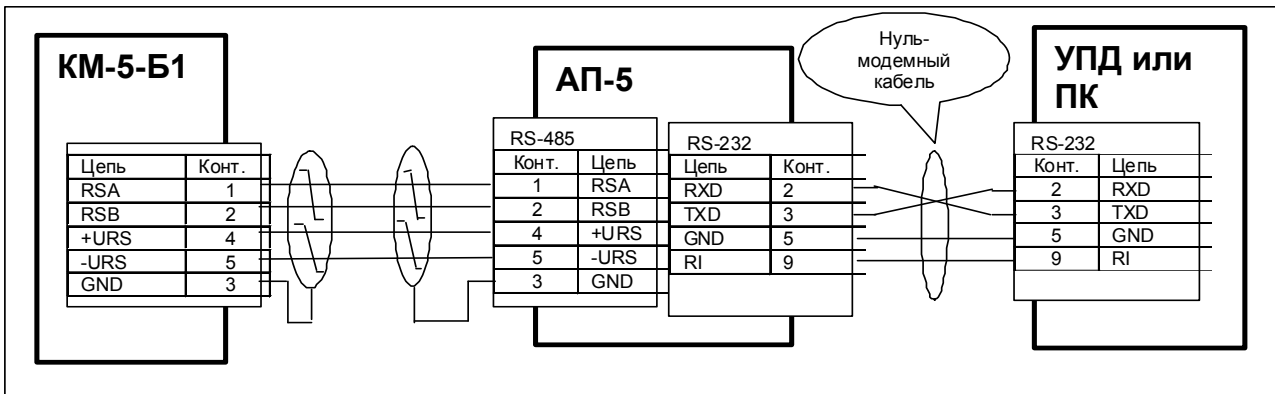 КМ-5-Б1
Цепь Конт.
RSA 1
RSB 2
+URS 4
-URS 5
GND 3
АП-5
RS-485
Конт. Цепь
1 RSA
2 RSB
4 +URS
5 -URS
3 GND
RS-232
Цепь Конт.
RXD 2
TXD 3
GND 5
RI 9
Нуль-
модемный
кабель
УПД или
ПК
RS-232
Конт. Цепь
2 RXD
3 TXD
5 GND
9 RI